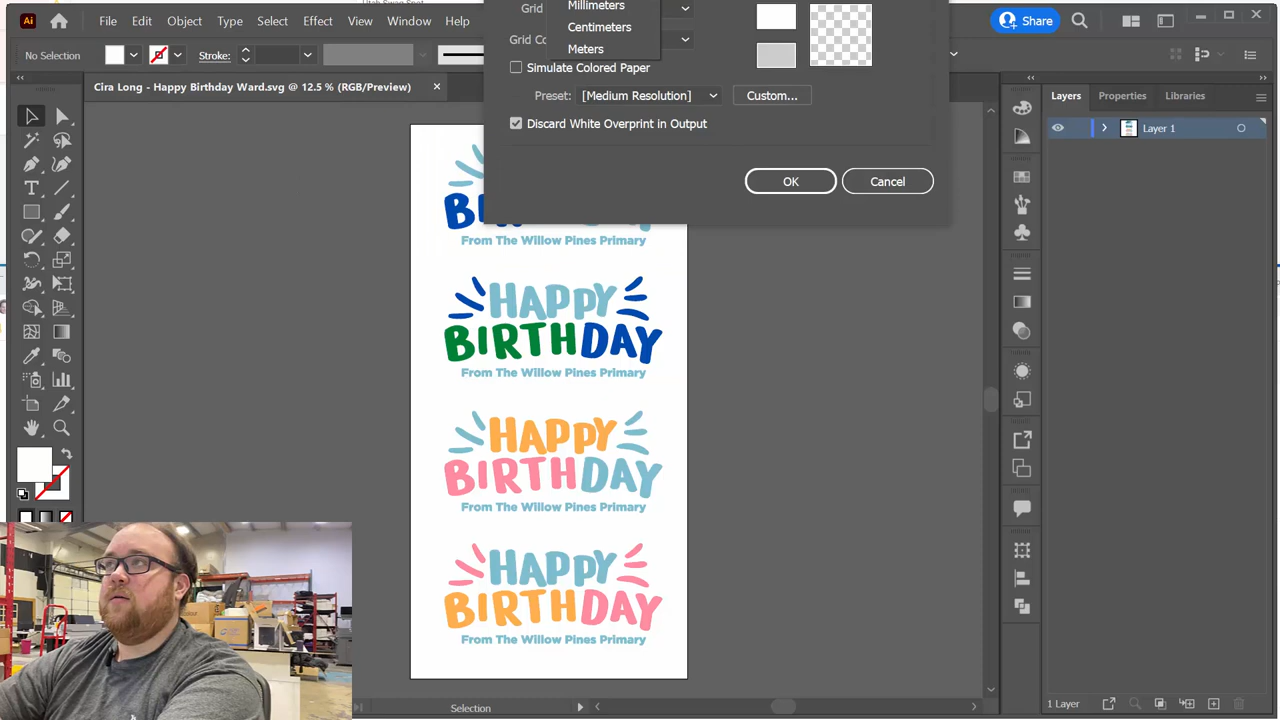 Utah Swag Spot
Ai
File Edit Object Type Select Effect View Window Help
Share
No Selection
Stroke:
Cira Long - Happy Birthday Ward.svg @ 12.5 % (RGB/Preview)
Grid
Millimeters
Centimeters
Grid Co
Meters
Simulate Colored Paper
Preset: [Medium Resolution] Custom...
Discard White Overprint in Output
OK Cancel
Layers Properties Libraries
Layer 1
From The Willow Pines Primary
HAPPY
BIRTHDAY
From The Willow Pines Primary
HAPPY
BIRTHDAY
From The Willow Pines Primary
HAPPY
BIRTHDAY
From The Willow Pines Primary
Selection
1 Layer